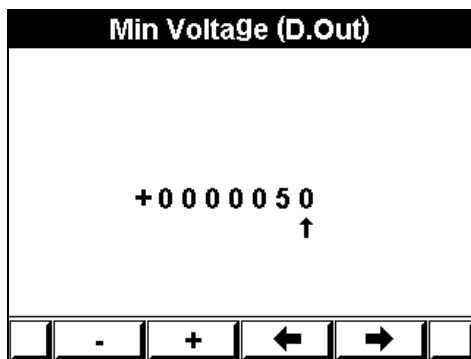 Min Voltage (D.Out)
+0000050
↑
- + ← →